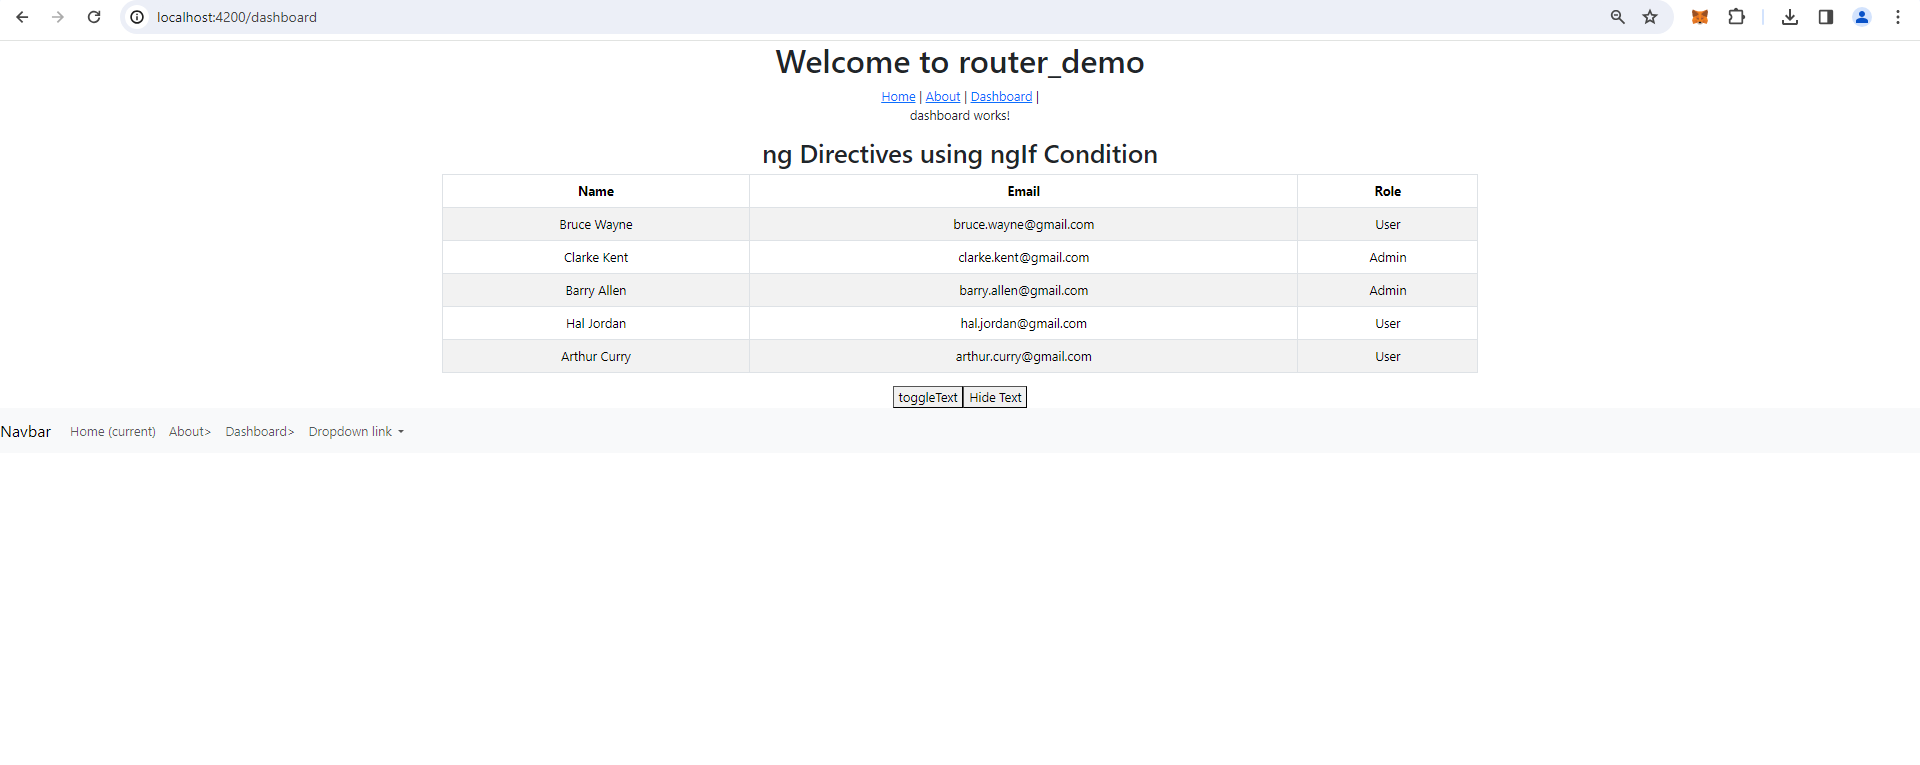 localhost:4200/dashboard
Welcome to router_demo
Home | About | Dashboard |
dashboard works!
ng Directives using ngIf Condition
Name Email Role
Bruce Wayne bruce.wayne@gmail.com User
Clarke Kent clarke.kent@gmail.com Admin
Barry Allen barry.allen@gmail.com Admin
Hal Jordan hal.jordan@gmail.com User
Arthur Curry arthur.curry@gmail.com User
toggleText Hide Text
Navbar Home (current) About> Dashboard> Dropdown link